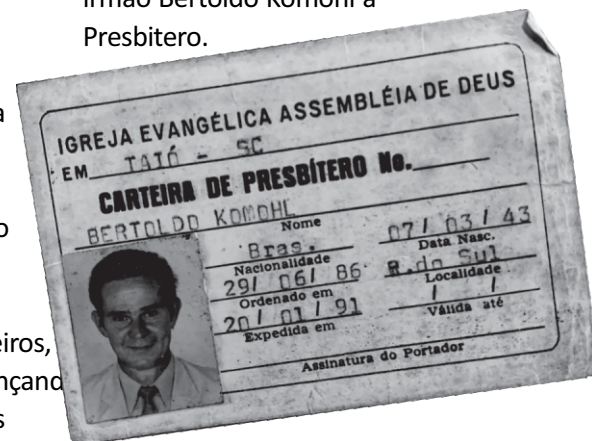 irmão Bertoldo Komohl a
Presbitero.
a
o
eiros,
nçand
s
IGREJA EVANGÉLICA ASSEMBLÉIA DE DEUS
EM TAIÓ - SC
CARTEIRA DE PRESBÍTERO No.
BERTOLDO KOMOHL
Nome
07/ 03/ 43
Data Nasc.
Bras.
Nacionalidade
R.do Sul
Localidade
29/ 06/ 86
Ordenado em
/ /
Válida até
20/ 01/ 91
Expedida em
Assinatura do Portador